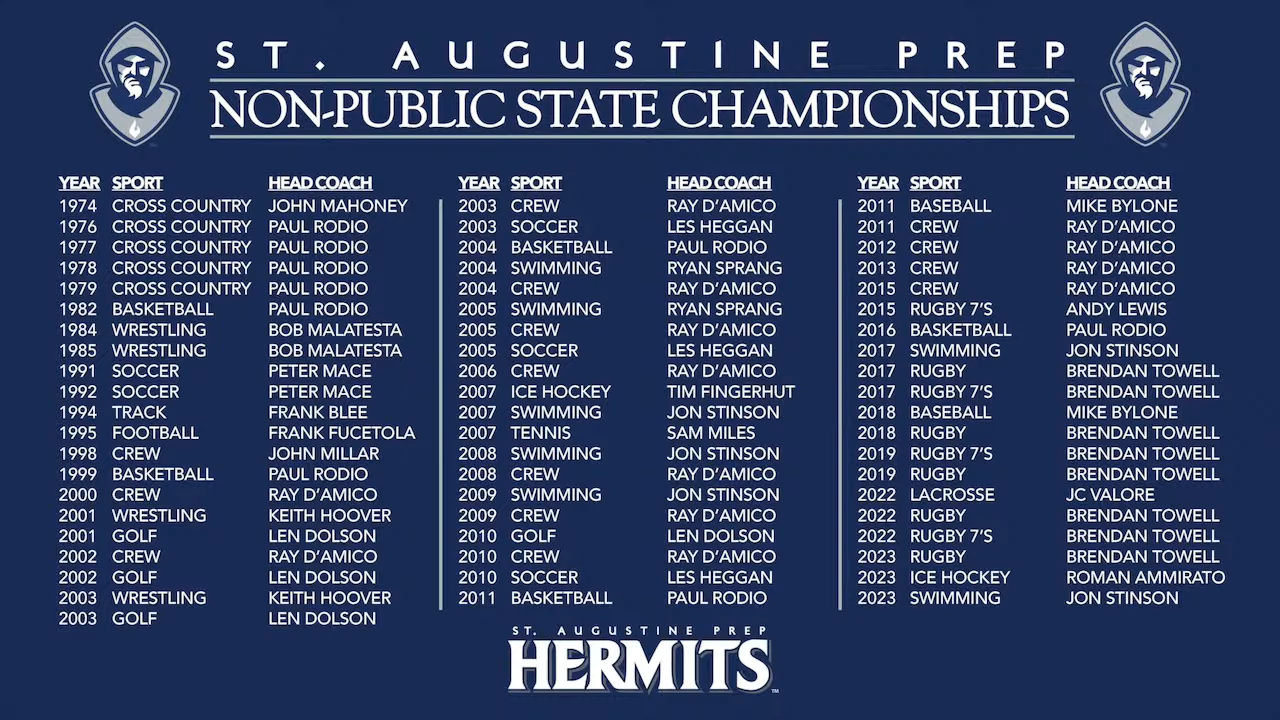 ST. AUGUSTINE PREP
NON-PUBLIC STATE CHAMPIONSHIPS
YEAR SPORT HEAD COACH
1974 CROSS COUNTRY JOHN MAHONEY
1976 CROSS COUNTRY PAUL RODIO
1977 CROSS COUNTRY PAUL RODIO
1978 CROSS COUNTRY PAUL RODIO
1979 CROSS COUNTRY PAUL RODIO
1982 BASKETBALL PAUL RODIO
1984 WRESTLING BOB MALATESTA
1985 WRESTLING BOB MALATESTA
1991 SOCCER PETER MACE
1992 SOCCER PETER MACE
1994 TRACK FRANK BLEE
1995 FOOTBALL FRANK FUCETOLA
1998 CREW JOHN MILLAR
1999 BASKETBALL PAUL RODIO
2000 CREW RAY D'AMICO
2001 WRESTLING KEITH HOOVER
2001 GOLF LEN DOLSON
2002 CREW RAY D'AMICO
2002 GOLF LEN DOLSON
2003 WRESTLING KEITH HOOVER
2003 GOLF LEN DOLSON
YEAR SPORT HEAD COACH
2003 CREW RAY D'AMICO
2003 SOCCER LES HEGGAN
2004 BASKETBALL PAUL RODIO
2004 SWIMMING RYAN SPRANG
2004 CREW RAY D'AMICO
2005 SWIMMING RYAN SPRANG
2005 CREW RAY D'AMICO
2005 SOCCER LES HEGGAN
2006 CREW RAY D'AMICO
2007 ICE HOCKEY TIM FINGERHUT
2007 SWIMMING JON STINSON
2007 TENNIS SAM MILES
2008 SWIMMING JON STINSON
2008 CREW RAY D'AMICO
2009 SWIMMING JON STINSON
2009 CREW RAY D'AMICO
2010 GOLF LEN DOLSON
2010 CREW RAY D'AMICO
2010 SOCCER LES HEGGAN
2011 BASKETBALL PAUL RODIO
YEAR SPORT HEAD COACH
2011 BASEBALL MIKE BYLONE
2011 CREW RAY D'AMICO
2012 CREW RAY D'AMICO
2013 CREW RAY D'AMICO
2015 CREW RAY D'AMICO
2015 RUGBY 7'S ANDY LEWIS
2016 BASKETBALL PAUL RODIO
2017 SWIMMING JON STINSON
2017 RUGBY BRENDAN TOWELL
2017 RUGBY 7'S BRENDAN TOWELL
2018 BASEBALL MIKE BYLONE
2018 RUGBY BRENDAN TOWELL
2019 RUGBY 7'S BRENDAN TOWELL
2019 RUGBY BRENDAN TOWELL
2022 LACROSSE JC VALORE
2022 RUGBY BRENDAN TOWELL
2022 RUGBY 7'S BRENDAN TOWELL
2023 RUGBY BRENDAN TOWELL
2023 ICE HOCKEY ROMAN AMMIRATO
2023 SWIMMING JON STINSON
ST. AUGUSTINE PREP
HERMITS™